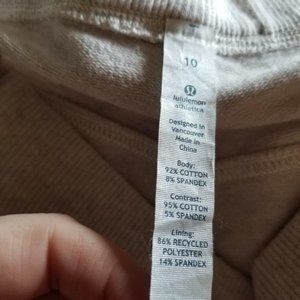 10
lululemon
athletica
Designed in
Vancouver
Made in
China
Body:
92% COTTON
8% SPANDEX
Contrast:
95% COTTON
5% SPANDEX
Lining:
86% RECYCLED
POLYESTER
14% SPANDEX